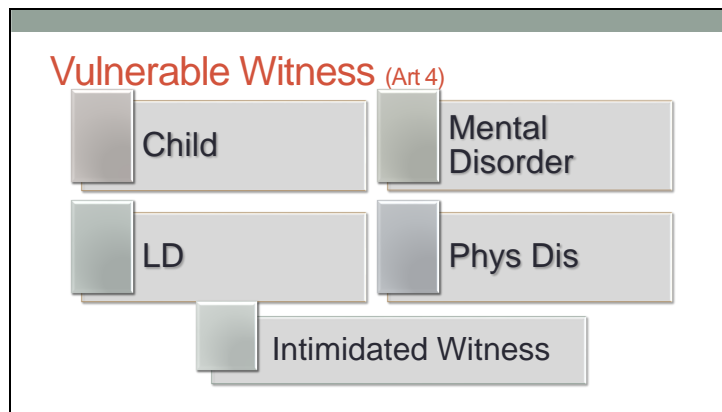 Vulnerable Witness (Art 4)
Child
Mental
Disorder
LD
Phys Dis
Intimidated Witness